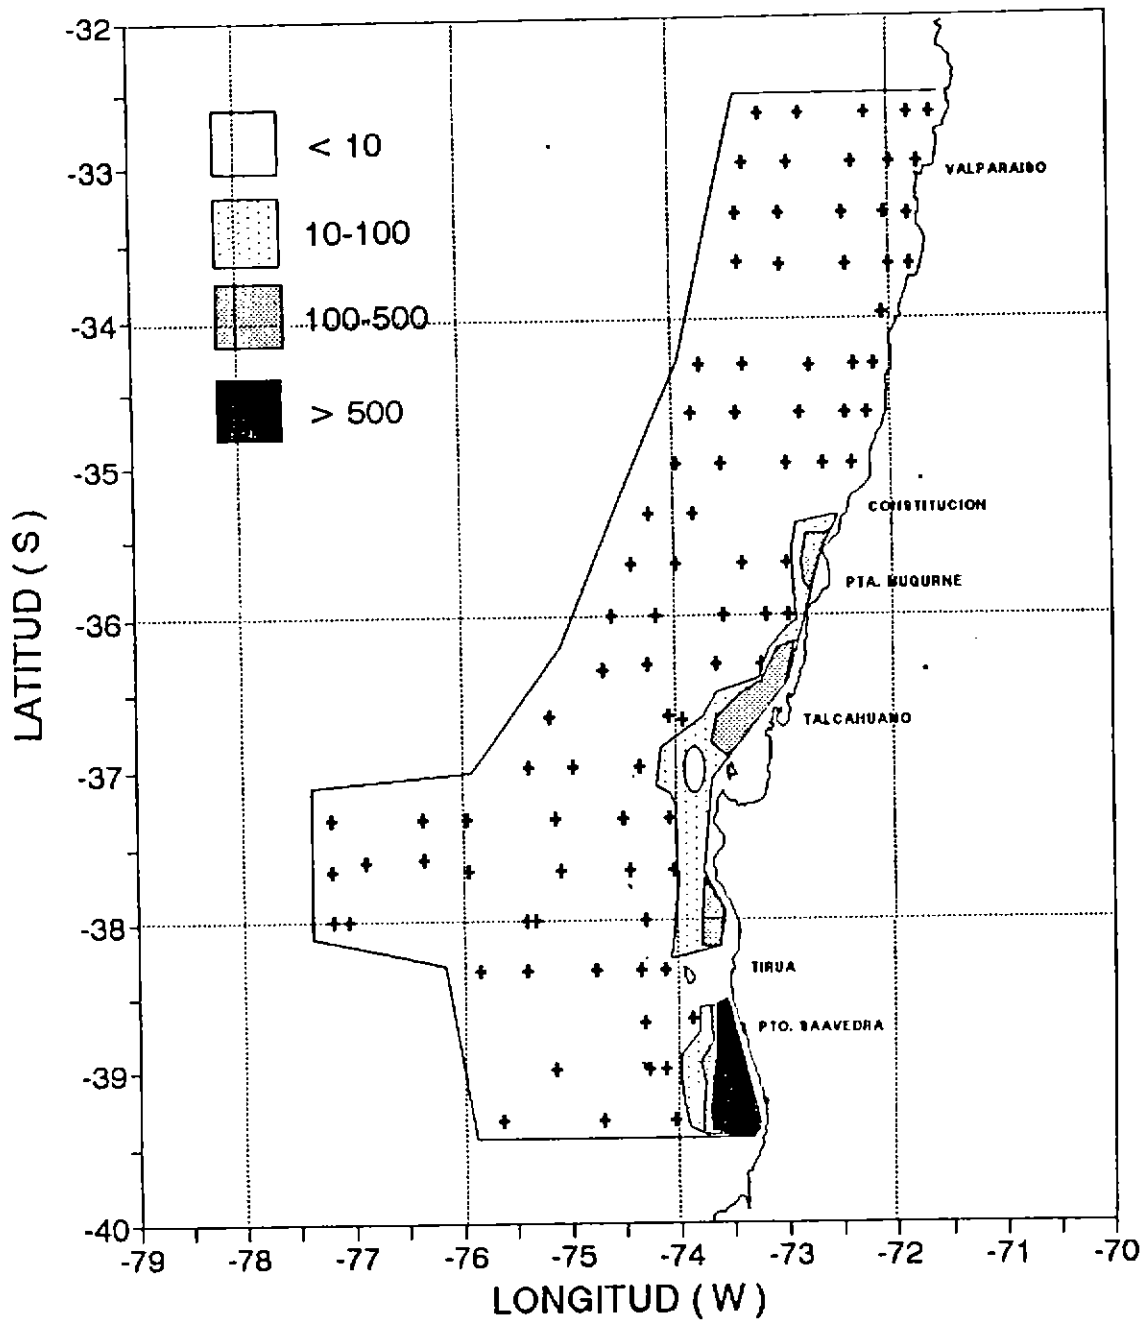 -32
-33
-34
-35
-36
-37
-38
-39
-40
LATITUD (S)
< 10
10-100
100-500
> 500
VALPARAISO
CONSTITUCION
PTA. NUGURNE
TALCAHUANO
TIRUA
PTO. SAAVEDRA
-79 -78 -77 -76 -75 -74 -73 -72 -71 -70
LONGITUD (W)